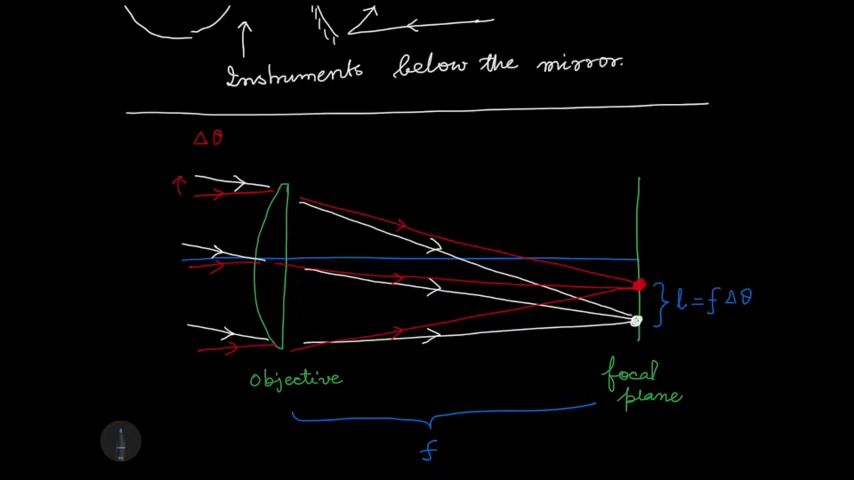 Instruments below the mirror.
Δθ
l = f Δθ
Objective
focal
plane
f